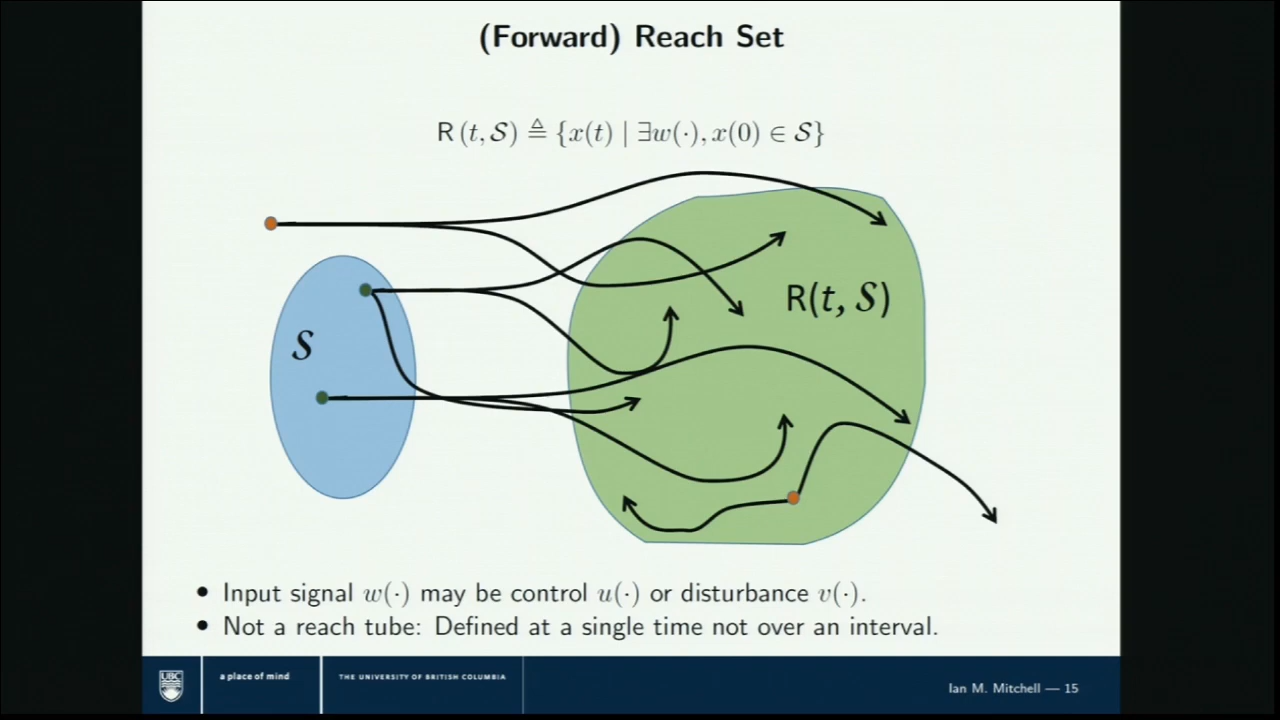 (Forward) Reach Set
R (t, 𝒮) ≜ {x(t) | ∃w(·), x(0) ∈ 𝒮}
R(t, 𝒮)
𝒮
• Input signal w(·) may be control u(·) or disturbance v(·).
• Not a reach tube: Defined at a single time not over an interval.
UBC a place of mind THE UNIVERSITY OF BRITISH COLUMBIA Ian M. Mitchell — 15